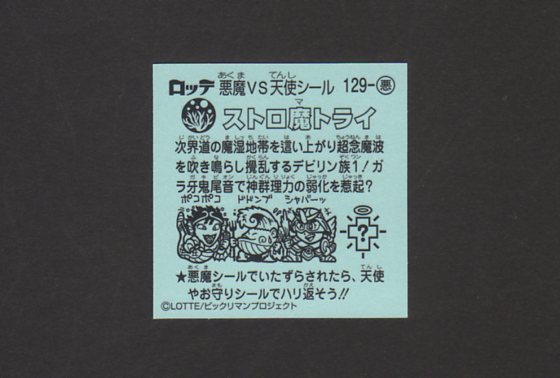 ロッテ 悪魔VS天使シール 129-悪
ストロ魔トライ
次界道の魔湿地帯を這い上がり超念魔波
を吹き鳴らし攪乱するデビリン族1！ガ
ラ牙鬼尾音で神群理力の弱化を惹起？
ポコポコ ドドンプ シャバーッ
?
★悪魔シールでいたずらされたら、天使
やお守りシールでハリ返そう!!
©LOTTE/ビックリマンプロジェクト